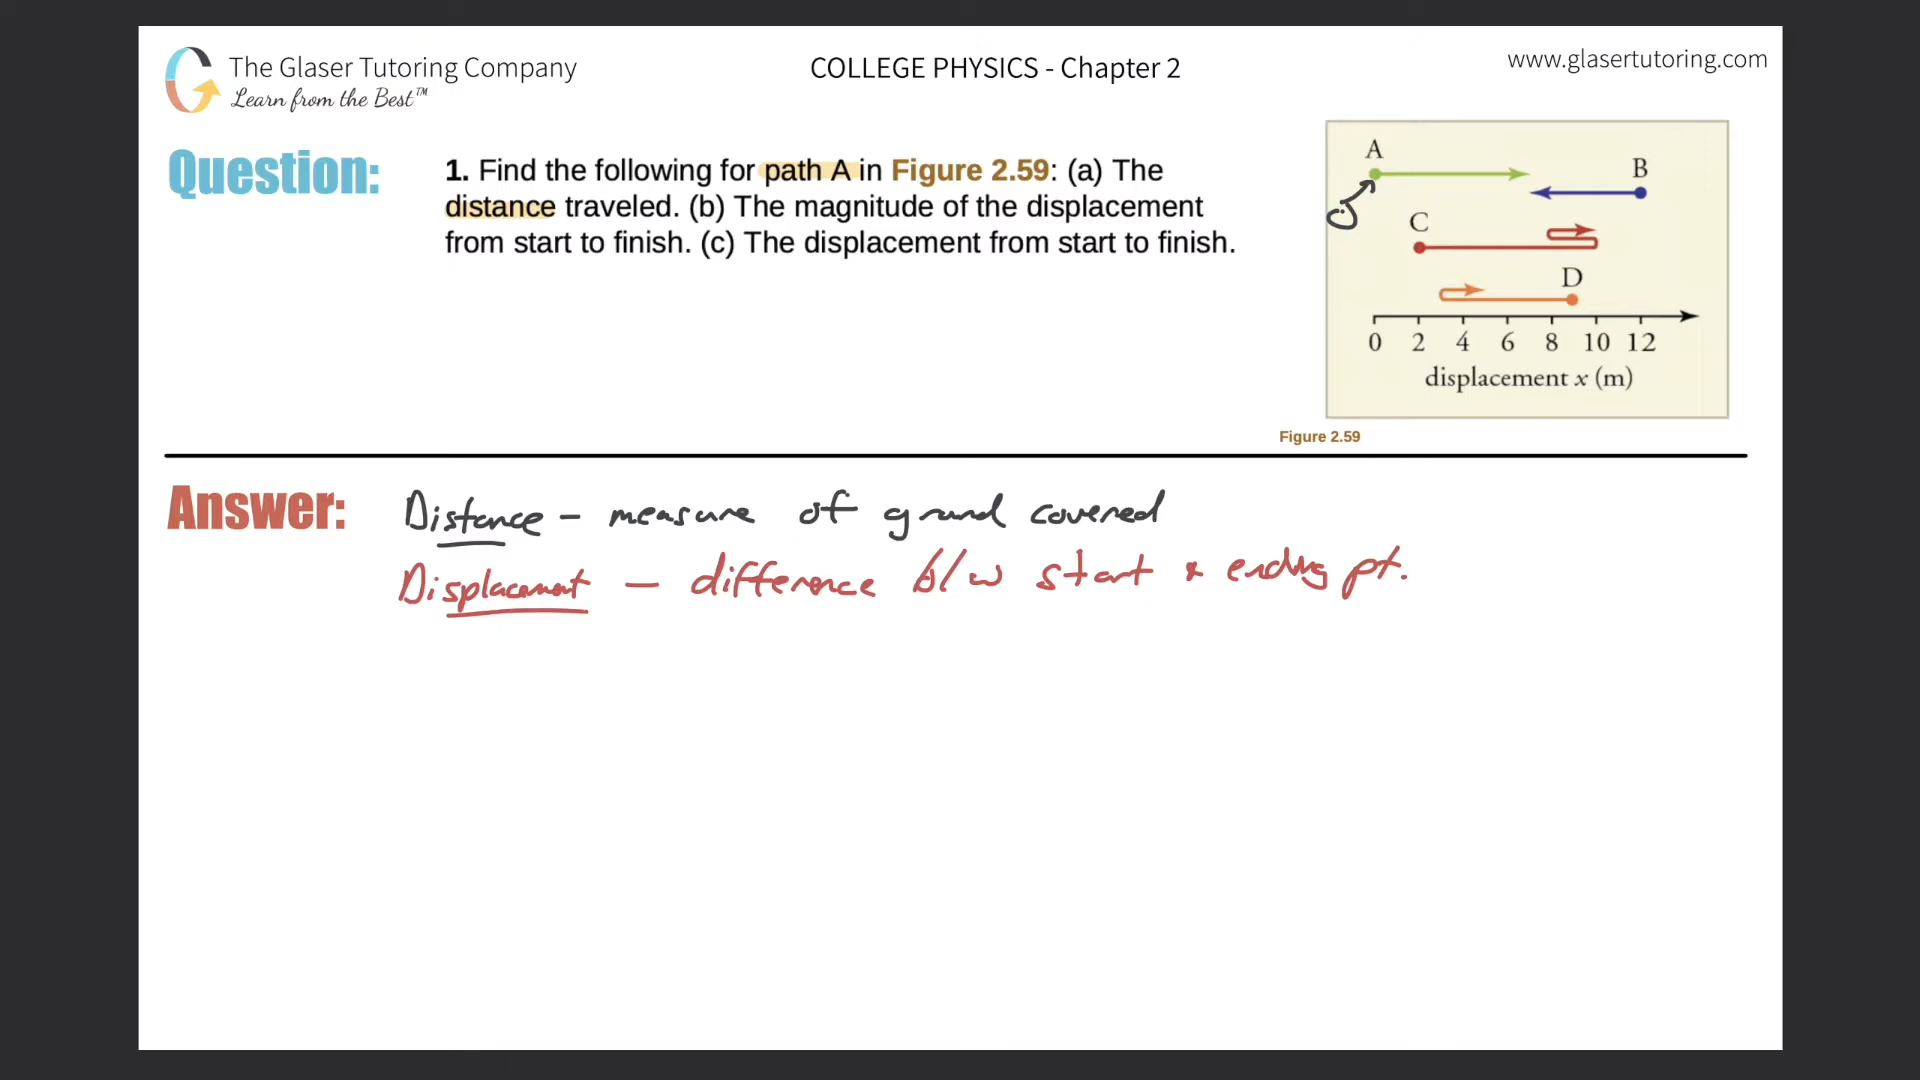 The Glaser Tutoring Company
Learn from the Best™
COLLEGE PHYSICS - Chapter 2
www.glasertutoring.com
Question:
1. Find the following for path A in Figure 2.59: (a) The
distance traveled. (b) The magnitude of the displacement
from start to finish. (c) The displacement from start to finish.
A
B
C
D
0 2 4 6 8 10 12
displacement x (m)
Figure 2.59
Answer:
Distance – measure of ground covered
Displacement – difference b/w start & ending pt.